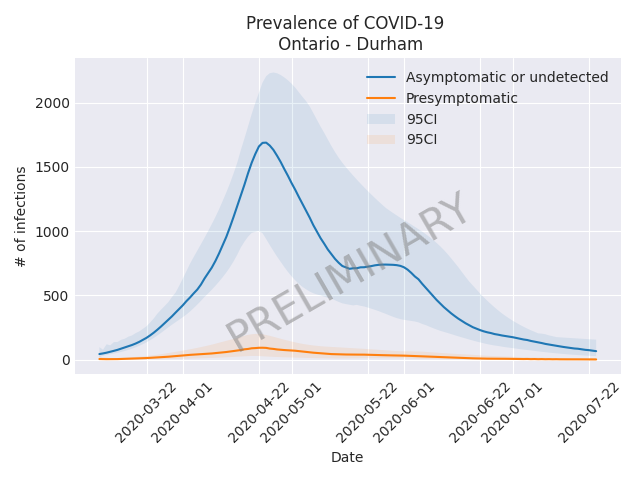 Prevalence of COVID-19
Ontario - Durham
Asymptomatic or undetected
Presymptomatic
95CI
95CI
2000
1500
1000
500
0
# of infections
PRELIMINARY
2020-03-22
2020-04-01
2020-04-22
2020-05-01
2020-05-22
2020-06-01
2020-06-22
2020-07-01
2020-07-22
Date